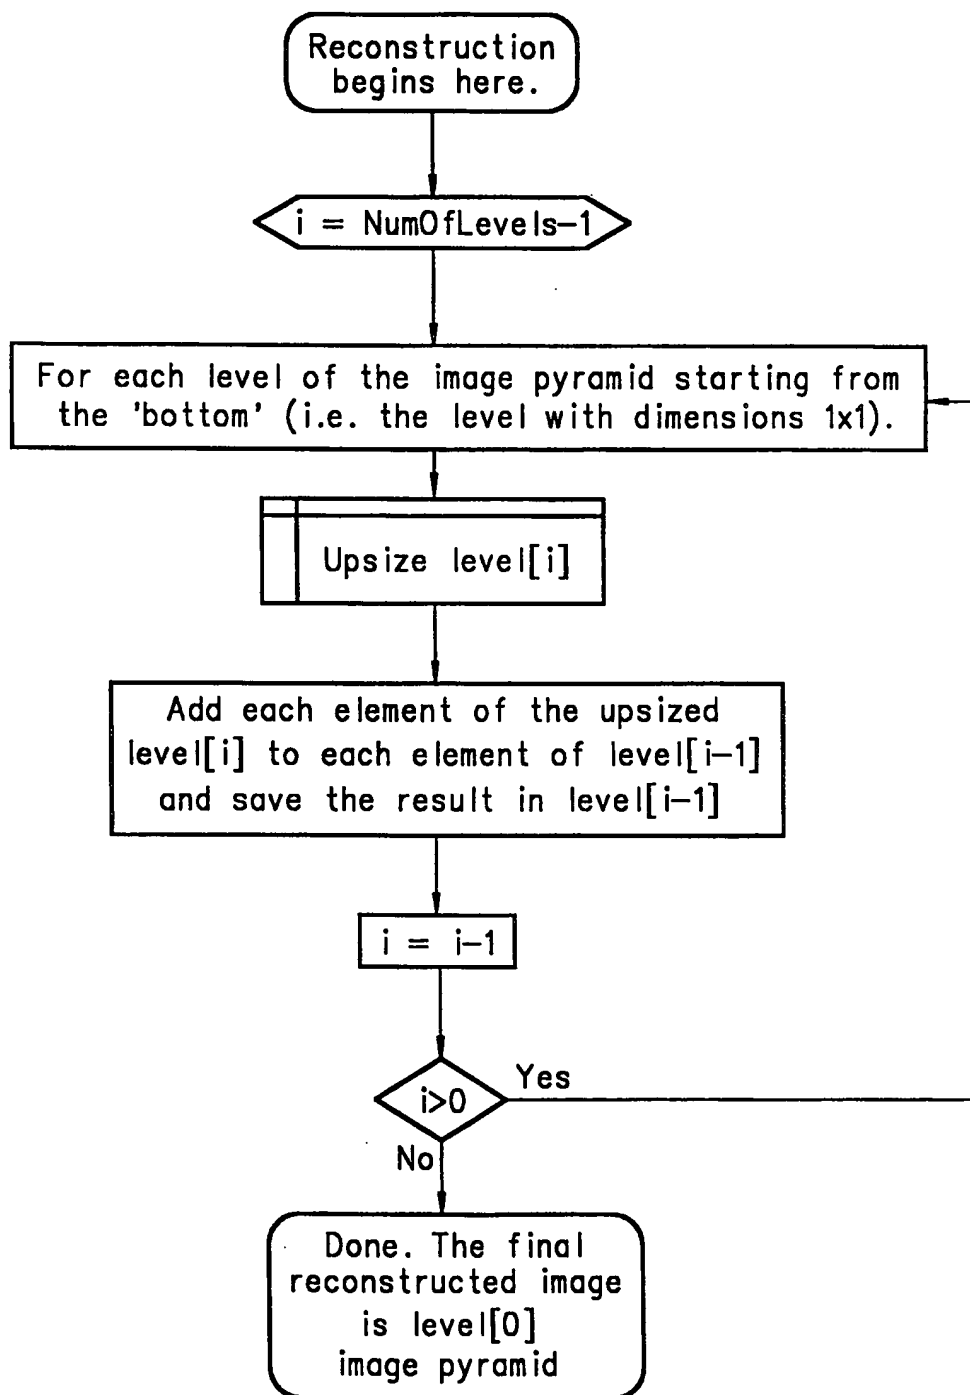 Reconstruction
begins here.
i = NumOfLevels-1
For each level of the image pyramid starting from
the 'bottom' (i.e. the level with dimensions 1x1).
Upsize level[i]
Add each element of the upsized
level[i] to each element of level[i-1]
and save the result in level[i-1]
i = i-1
i>0
Yes
No
Done. The final
reconstructed image
is level[0]
image pyramid